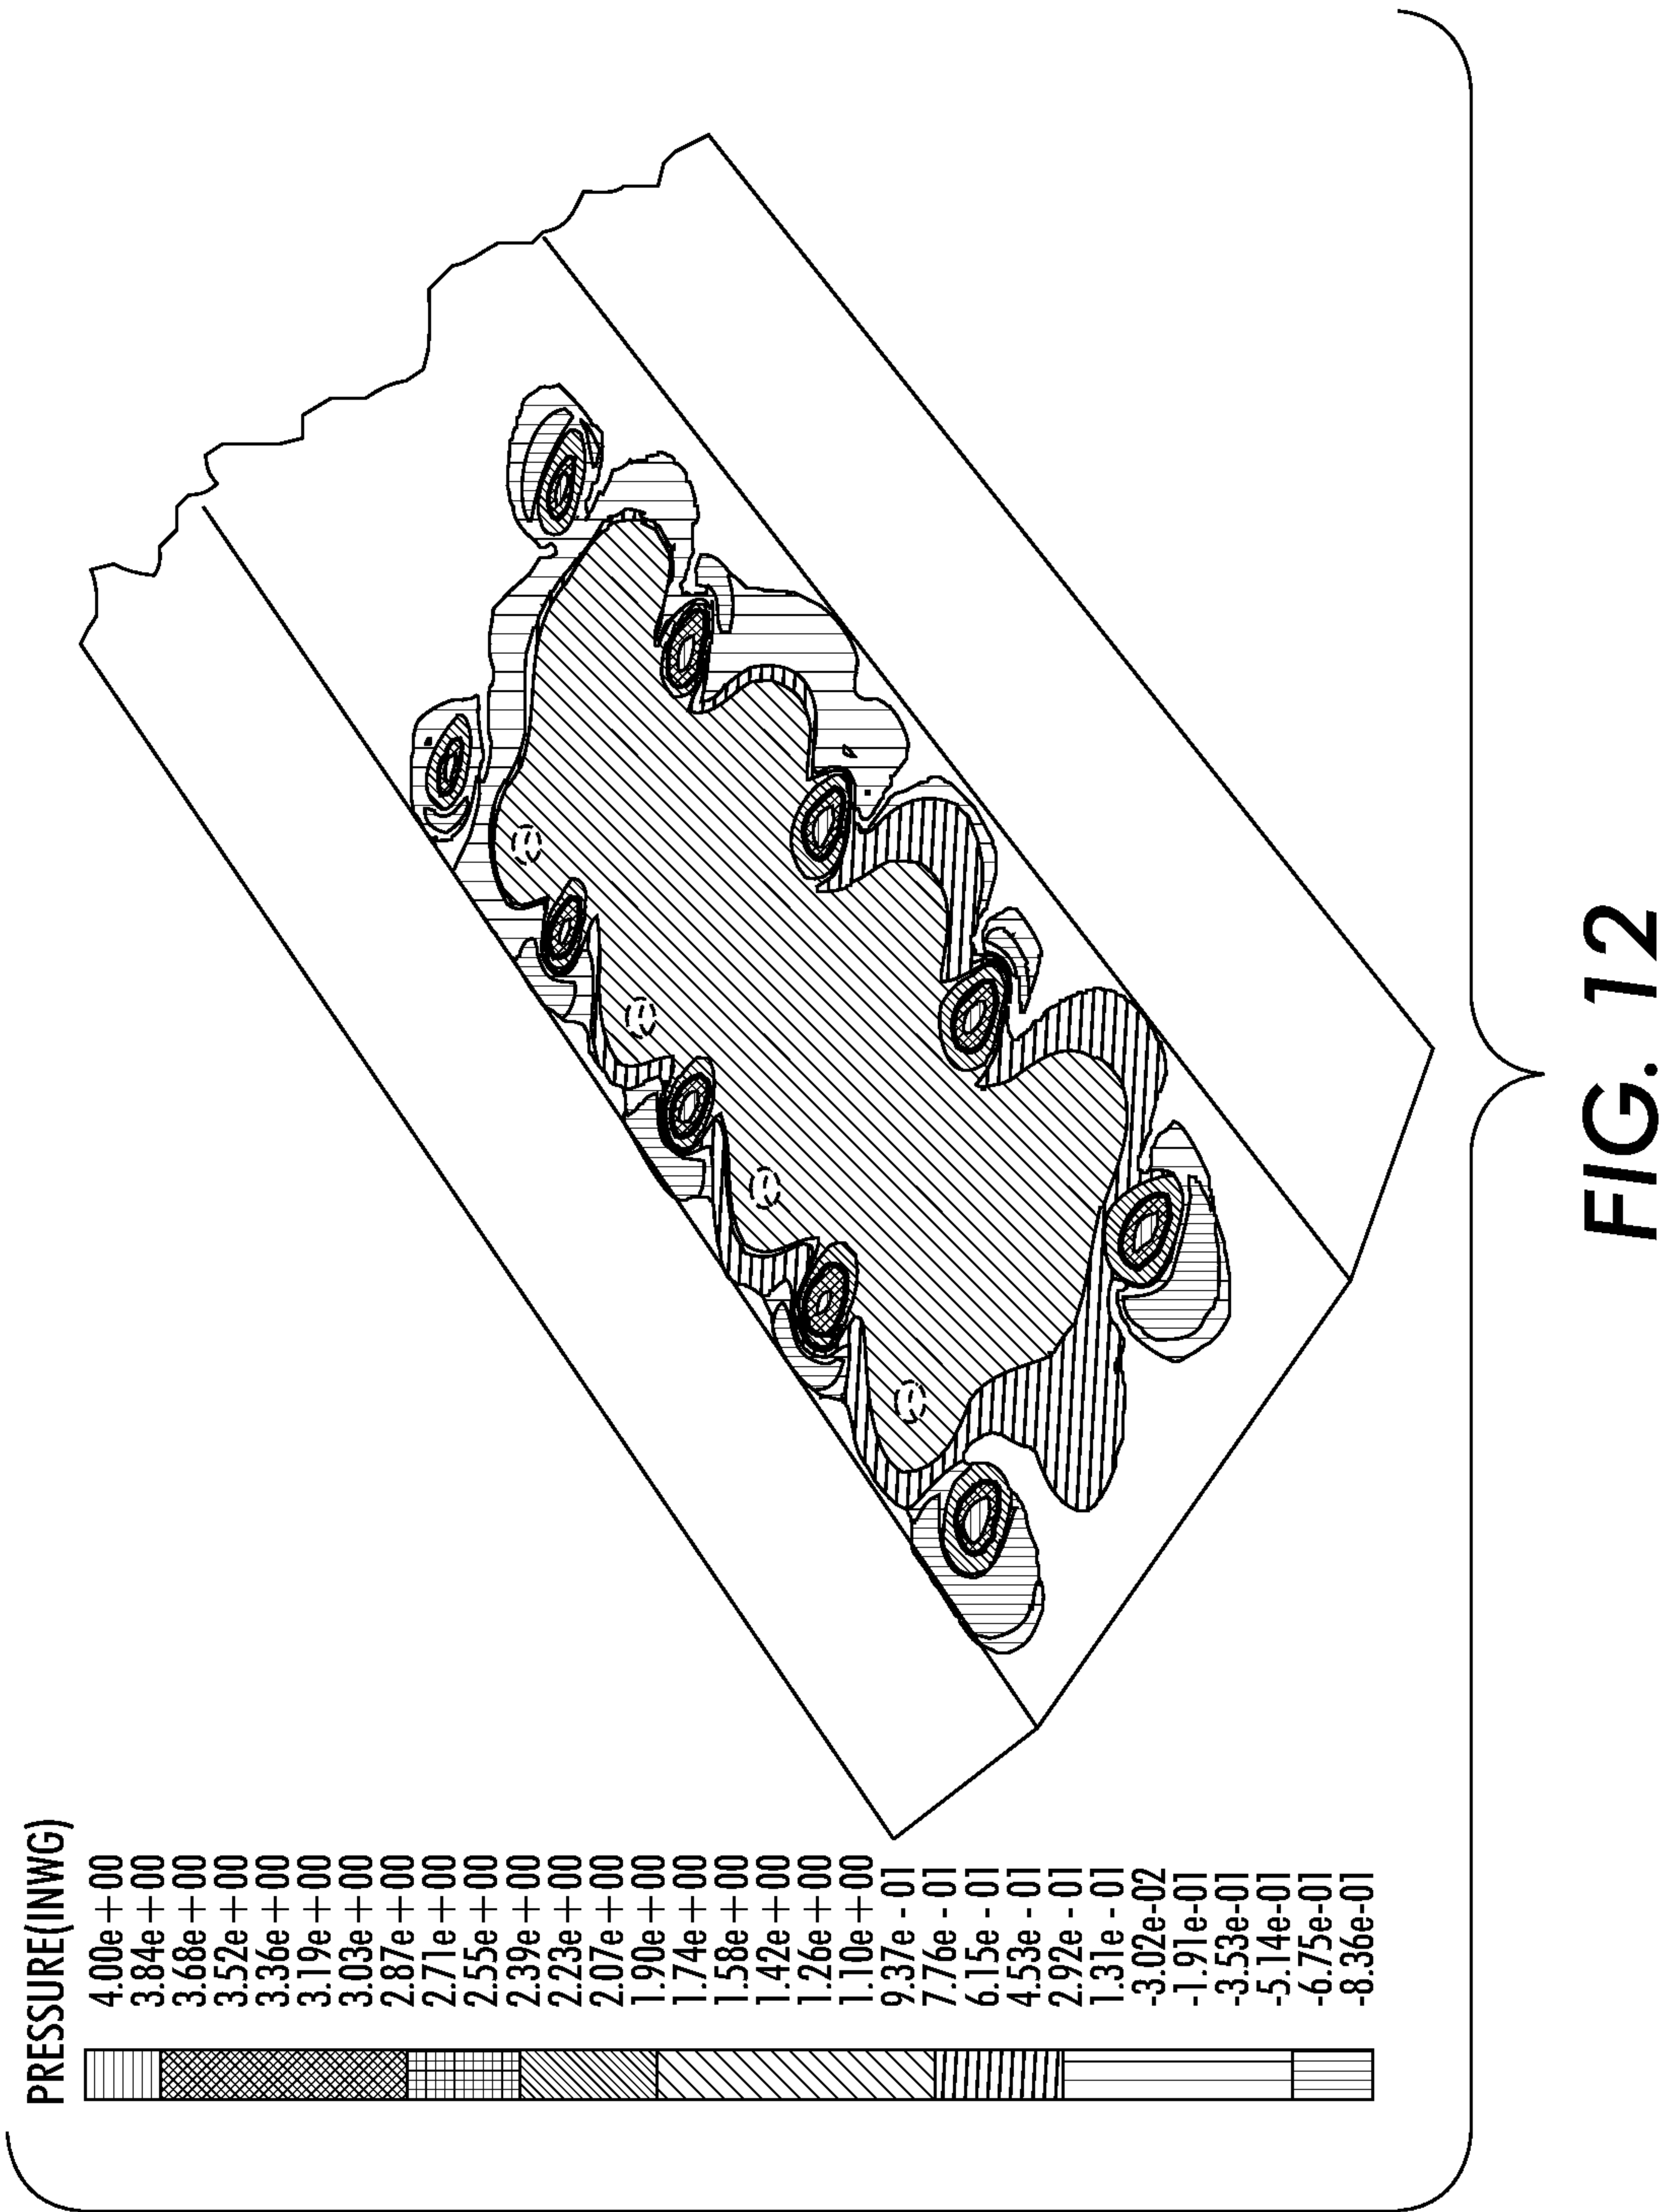 PRESSURE(INWG)
4.00e+00
3.84e+00
3.68e+00
3.52e+00
3.36e+00
3.19e+00
3.03e+00
2.87e+00
2.71e+00
2.55e+00
2.39e+00
2.23e+00
2.07e+00
1.90e+00
1.74e+00
1.58e+00
1.42e+00
1.26e+00
1.10e+00
9.37e - 01
7.76e - 01
6.15e - 01
4.53e - 01
2.92e - 01
1.31e - 01
-3.02e-02
-1.91e-01
-3.53e-01
-5.14e-01
-6.75e-01
-8.36e-01
FIG. 12